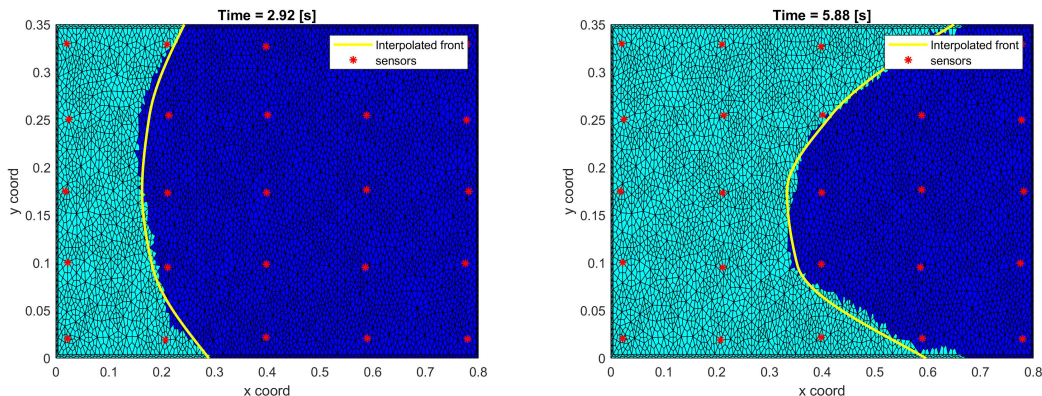 Time = 2.92 [s]
0.35
0.3
0.25
0.2
0.15
0.1
0.05
0
y coord
Interpolated front
sensors
0 0.1 0.2 0.3 0.4 0.5 0.6 0.7 0.8
x coord
Time = 5.88 [s]
0.35
0.3
0.25
0.2
0.15
0.1
0.05
0
y coord
Interpolated front
sensors
0 0.1 0.2 0.3 0.4 0.5 0.6 0.7 0.8
x coord